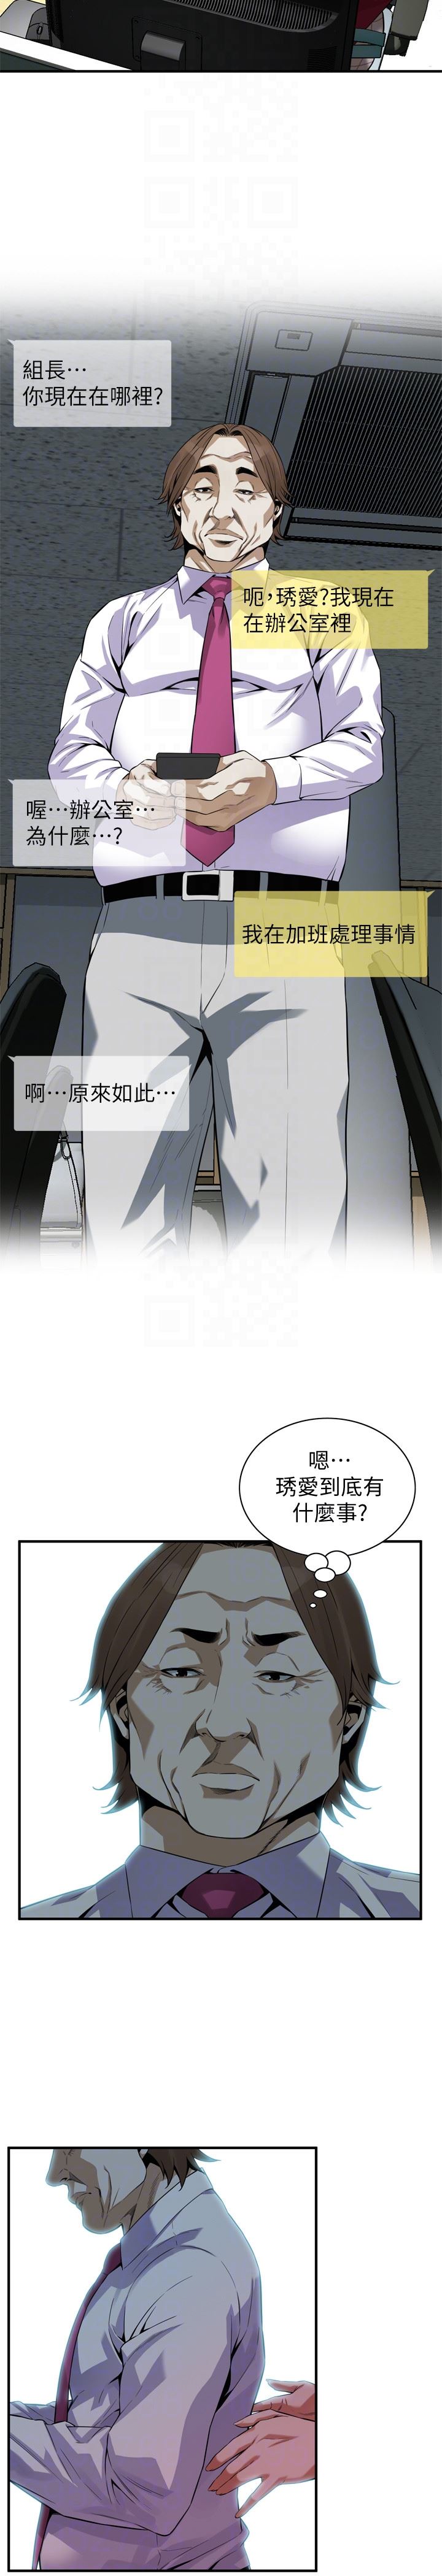 組長…
你現在在哪裡?
呃,琇愛?我現在
在辦公室裡
喔…辦公室…
為什麼…?
我在加班處理事情
啊…原來如此…
嗯…
琇愛到底有
什麼事?